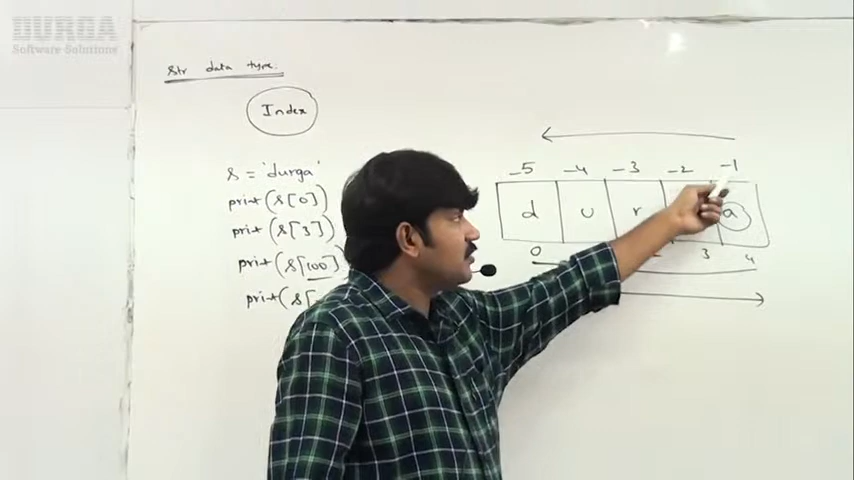 DURGA
Software Solutions
str data type.
Index
s = 'durga'
print(s[0])
print(s[3])
print(s[100]
print(s[
-5 -4 -3 -2 -1
d u r a
0 3 4